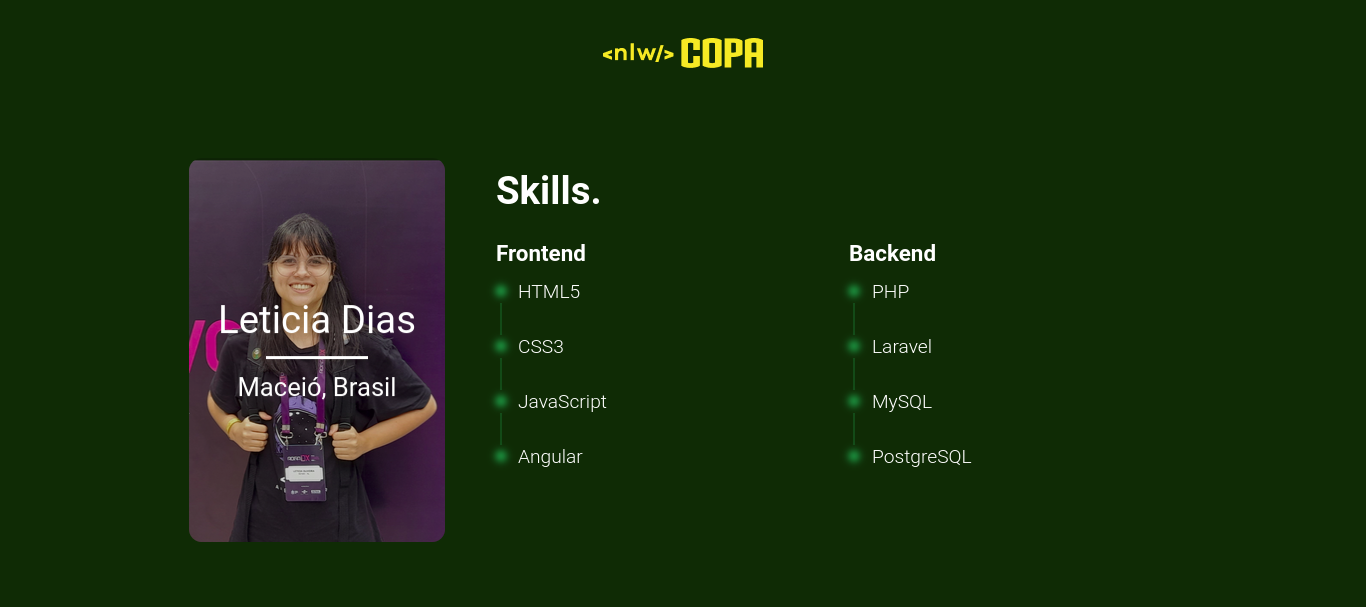 <nlw/> COPA
Leticia Dias
Maceió, Brasil
Skills.
Frontend
HTML5
CSS3
JavaScript
Angular
Backend
PHP
Laravel
MySQL
PostgreSQL